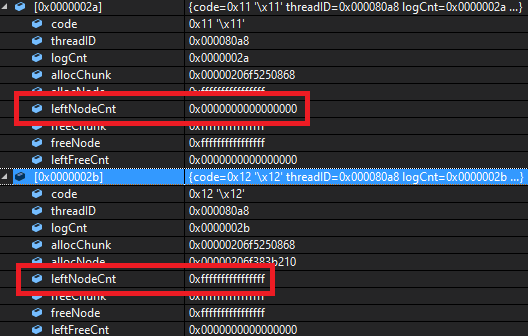 [0x0000002a] {code=0x11 '\x11' threadID=0x000080a8 logCnt=0x0000002a ...}
code 0x11 '\x11'
threadID 0x000080a8
logCnt 0x0000002a
allocChunk 0x00000206f5250868
allocNode 0xffffffffffffffff
leftNodeCnt 0x0000000000000000
freeChunk 0xffffffffffffffff
freeNode 0xffffffffffffffff
leftFreeCnt 0x0000000000000000
[0x0000002b] {code=0x12 '\x12' threadID=0x000080a8 logCnt=0x0000002b ...}
code 0x12 '\x12'
threadID 0x000080a8
logCnt 0x0000002b
allocChunk 0x00000206f5250868
allocNode 0x00000206f383b210
leftNodeCnt 0xffffffffffffffff
freeChunk 0xffffffffffffffff
freeNode 0xffffffffffffffff
leftFreeCnt 0x0000000000000000